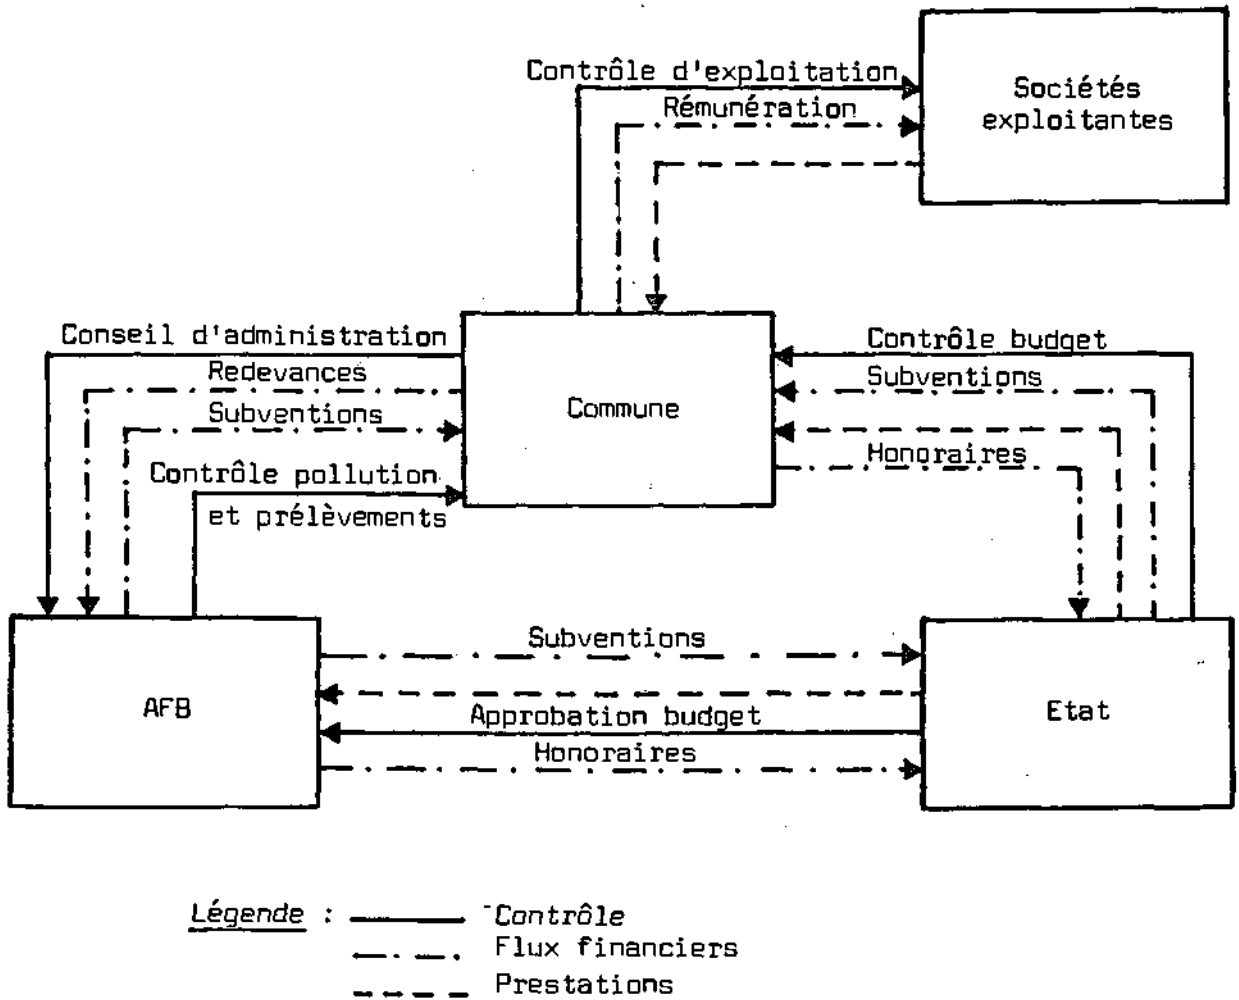 Contrôle d'exploitation
Rémunération
Sociétés
exploitantes
Conseil d'administration
Redevances
Subventions
Contrôle pollution
et prélèvements
Commune
Contrôle budget
Subventions
Honoraires
AFB
Subventions
Approbation budget
Honoraires
Etat
Légende :
Contrôle
Flux financiers
Prestations